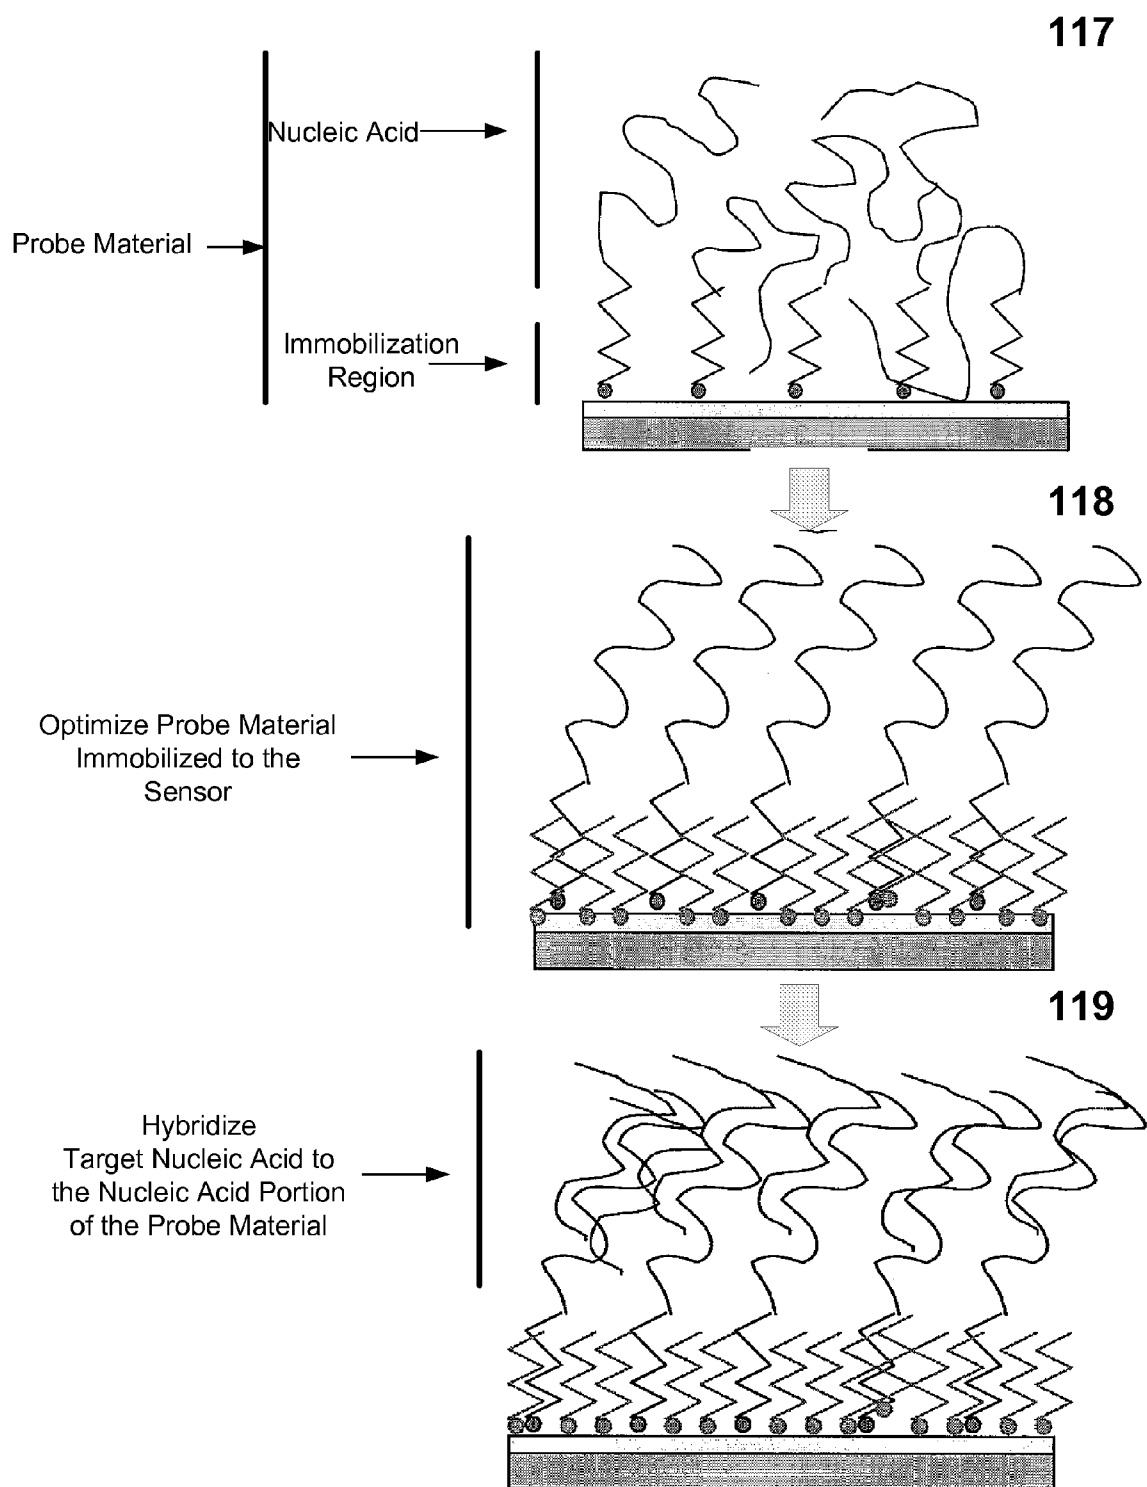 117
Nucleic Acid
Probe Material
Immobilization
Region
118
Optimize Probe Material
Immobilized to the
Sensor
119
Hybridize
Target Nucleic Acid to
the Nucleic Acid Portion
of the Probe Material